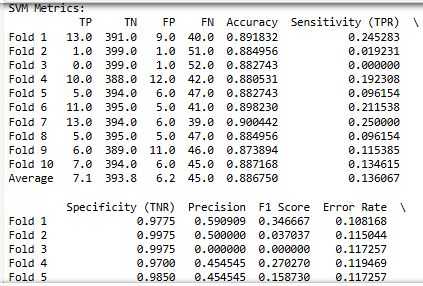 SVM Metrics:
TP TN FP FN Accuracy Sensitivity (TPR) \
Fold 1 13.0 391.0 9.0 40.0 0.891832 0.245283
Fold 2 1.0 399.0 1.0 51.0 0.884956 0.019231
Fold 3 0.0 399.0 1.0 52.0 0.882743 0.000000
Fold 4 10.0 388.0 12.0 42.0 0.880531 0.192308
Fold 5 5.0 394.0 6.0 47.0 0.882743 0.096154
Fold 6 11.0 395.0 5.0 41.0 0.898230 0.211538
Fold 7 13.0 394.0 6.0 39.0 0.900442 0.250000
Fold 8 5.0 395.0 5.0 47.0 0.884956 0.096154
Fold 9 6.0 389.0 11.0 46.0 0.873894 0.115385
Fold 10 7.0 394.0 6.0 45.0 0.887168 0.134615
Average 7.1 393.8 6.2 45.0 0.886750 0.136067
Specificity (TNR) Precision F1 Score Error Rate \
Fold 1 0.9775 0.590909 0.346667 0.108168
Fold 2 0.9975 0.500000 0.037037 0.115044
Fold 3 0.9975 0.000000 0.000000 0.117257
Fold 4 0.9700 0.454545 0.270270 0.119469
Fold 5 0.9850 0.454545 0.158730 0.117257